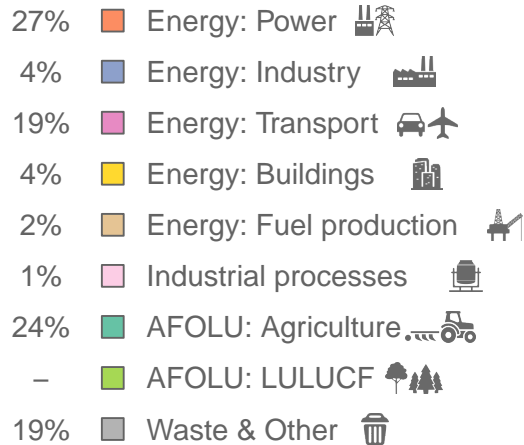 27% Energy: Power
4% Energy: Industry
19% Energy: Transport
4% Energy: Buildings
2% Energy: Fuel production
1% Industrial processes
24% AFOLU: Agriculture
– AFOLU: LULUCF
19% Waste & Other